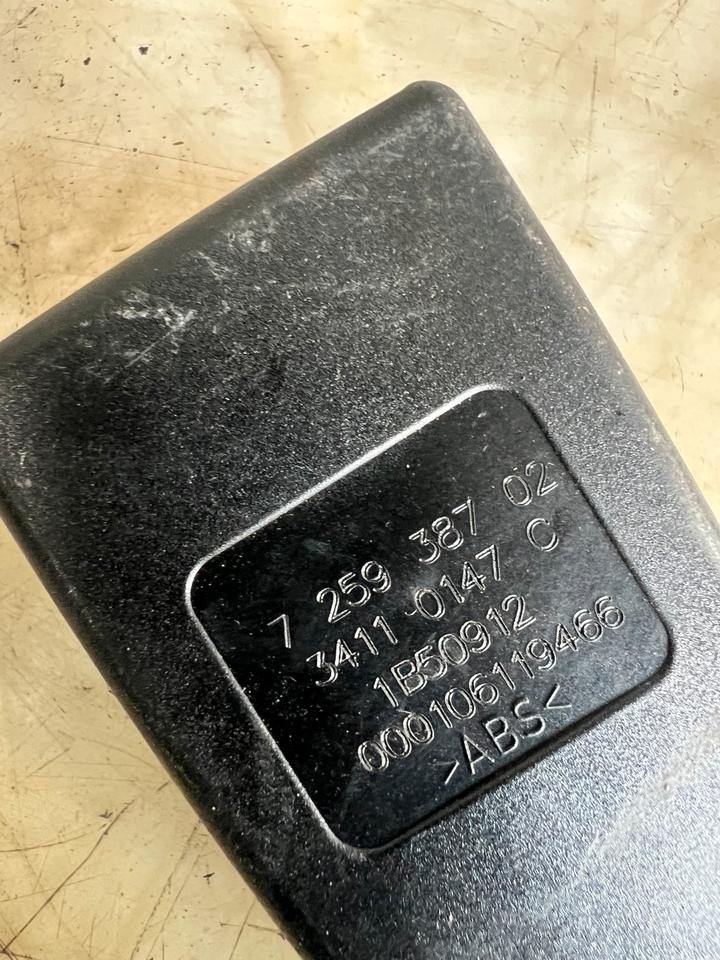 7 259 387 02
3411 0147 C
1B50912
000106119466
>ABS<